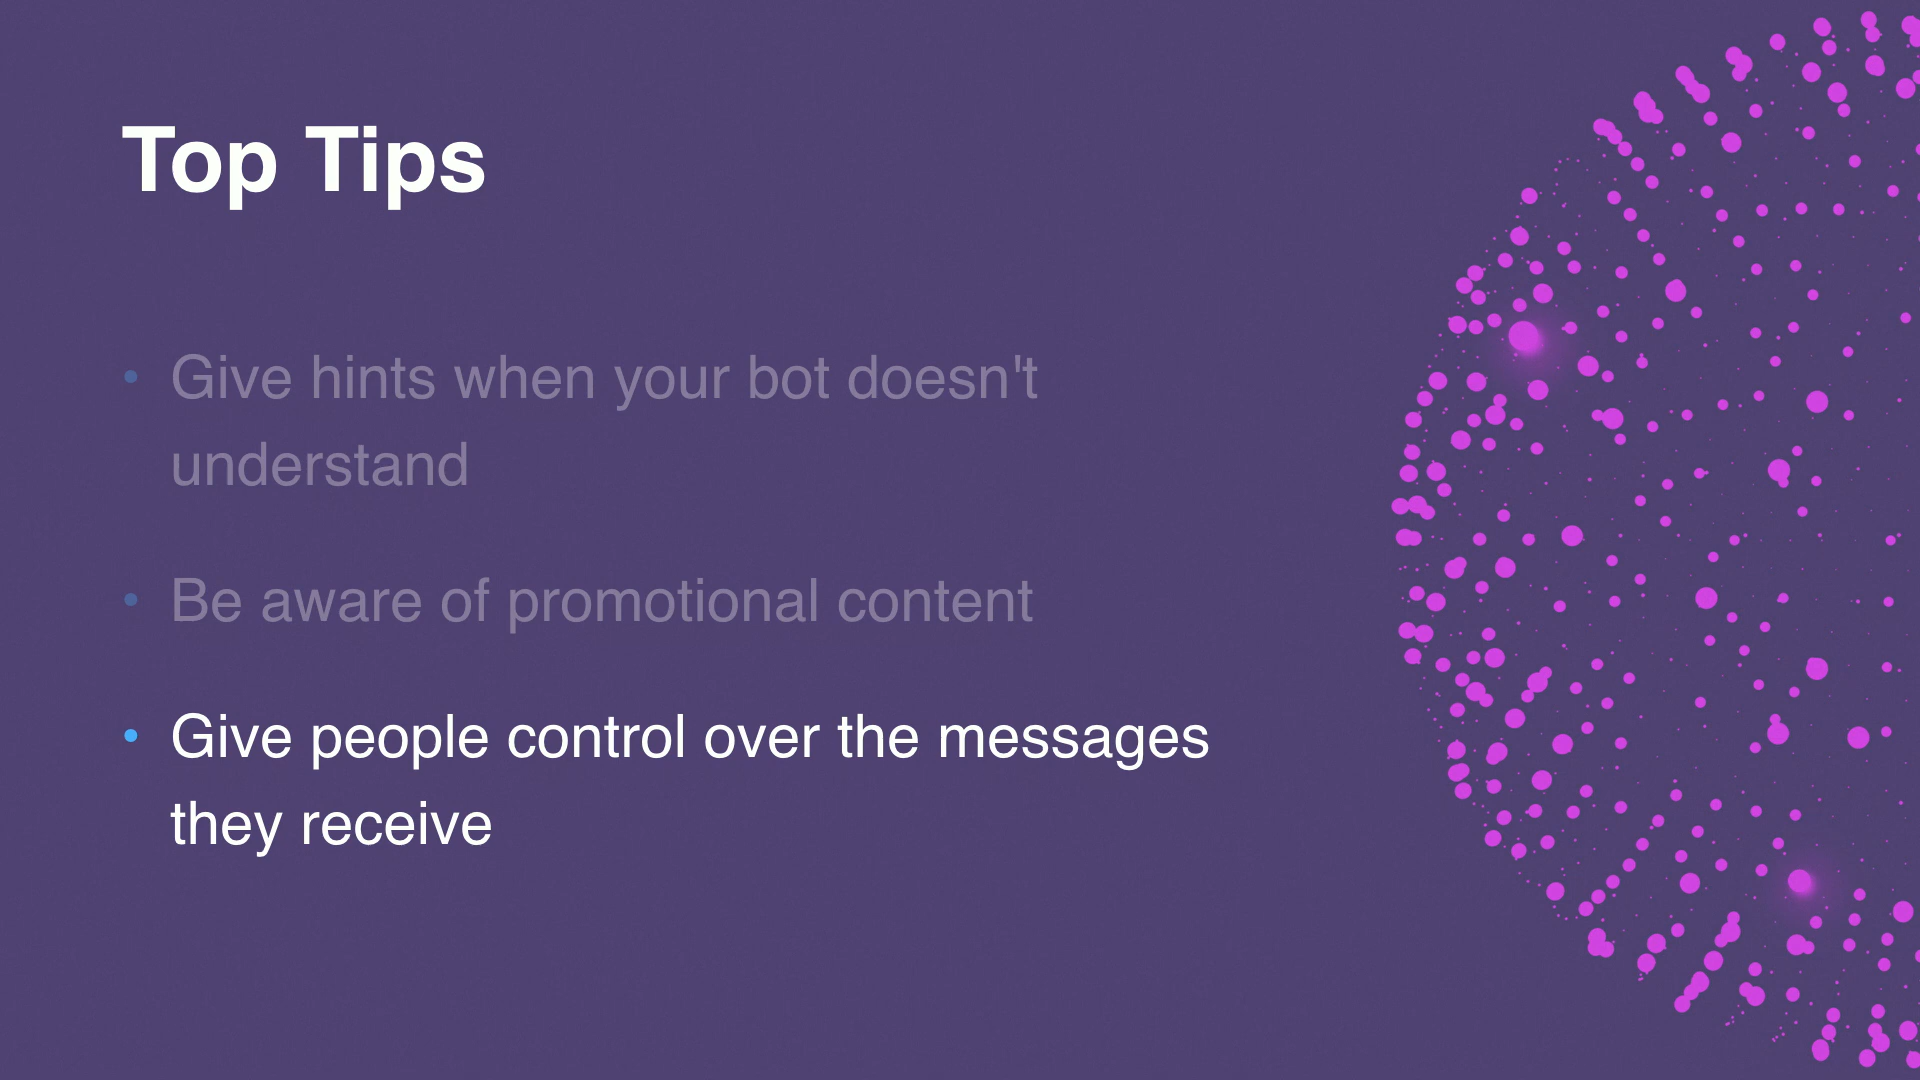 Top Tips
• Give hints when your bot doesn't
understand
• Be aware of promotional content
• Give people control over the messages
they receive